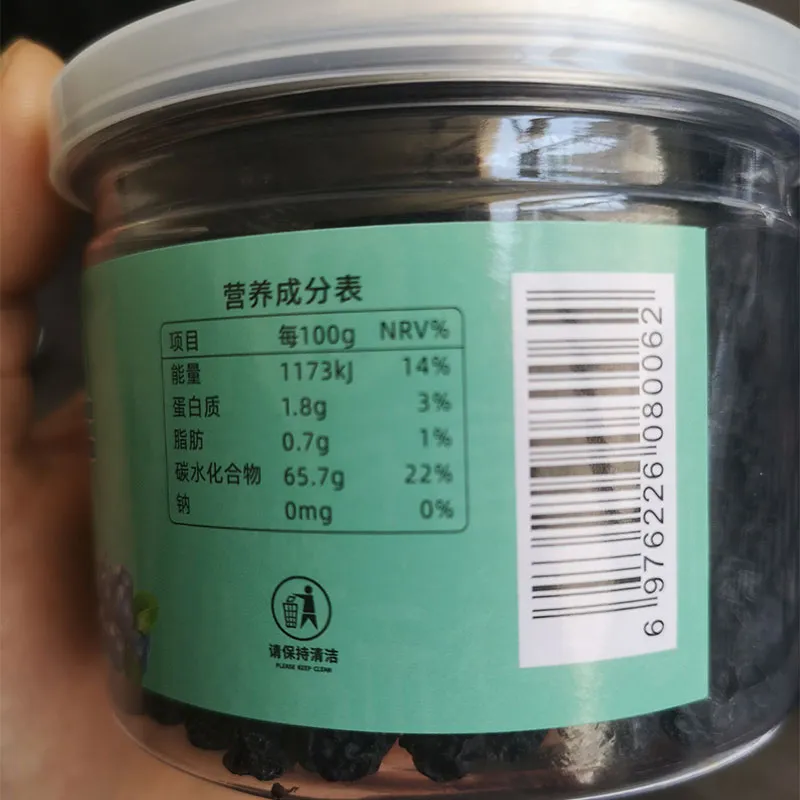 营养成分表
项目 每100g NRV%
能量 1173kJ 14%
蛋白质 1.8g 3%
脂肪 0.7g 1%
碳水化合物 65.7g 22%
钠 0mg 0%
请保持清洁
PLEASE KEEP CLEAN
6 976226 080062